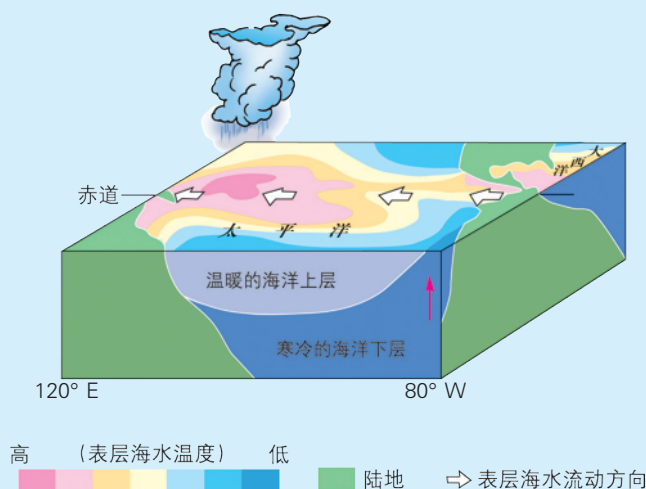 赤道
大西洋
太平洋
温暖的海洋上层
寒冷的海洋下层
120° E
80° W
高 (表层海水温度) 低
陆地
表层海水流动方向